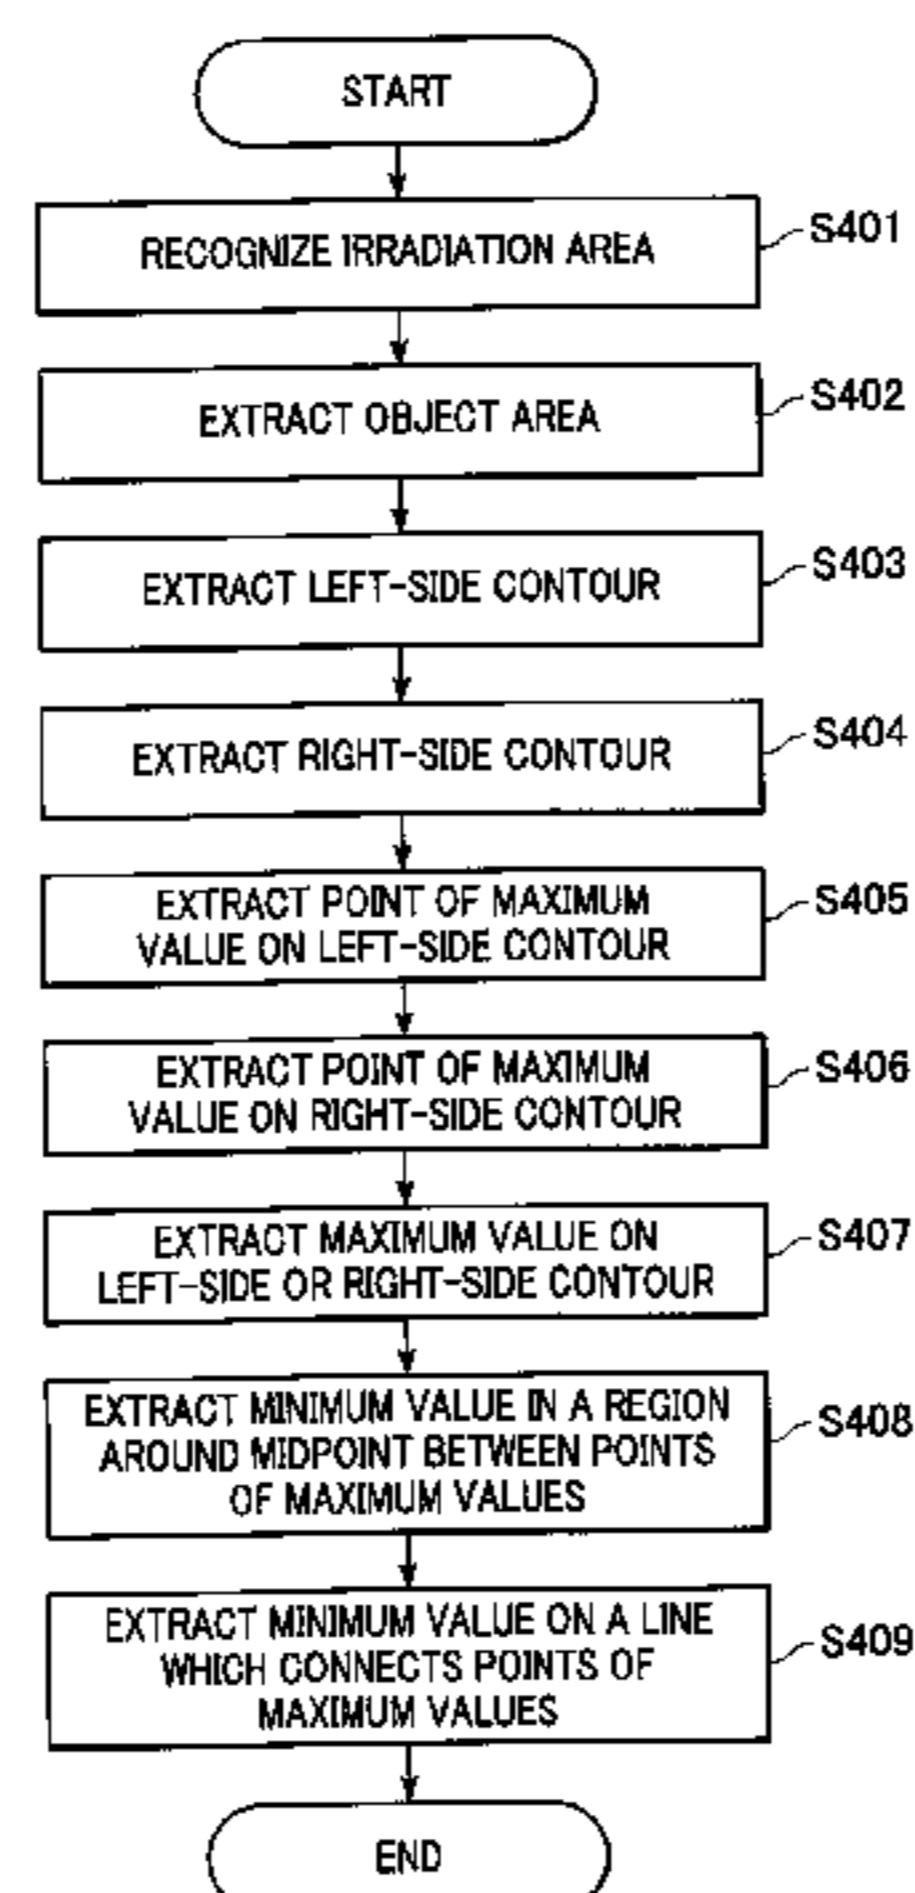 START
RECOGNIZE IRRADIATION AREA
S401
EXTRACT OBJECT AREA
S402
EXTRACT LEFT-SIDE CONTOUR
S403
EXTRACT RIGHT-SIDE CONTOUR
S404
EXTRACT POINT OF MAXIMUM
VALUE ON LEFT-SIDE CONTOUR
S405
EXTRACT POINT OF MAXIMUM
VALUE ON RIGHT-SIDE CONTOUR
S406
EXTRACT MAXIMUM VALUE ON
LEFT-SIDE OR RIGHT-SIDE CONTOUR
S407
EXTRACT MINIMUM VALUE IN A REGION
AROUND MIDPOINT BETWEEN POINTS
OF MAXIMUM VALUES
S408
EXTRACT MINIMUM VALUE ON A LINE
WHICH CONNECTS POINTS OF
MAXIMUM VALUES
S409
END